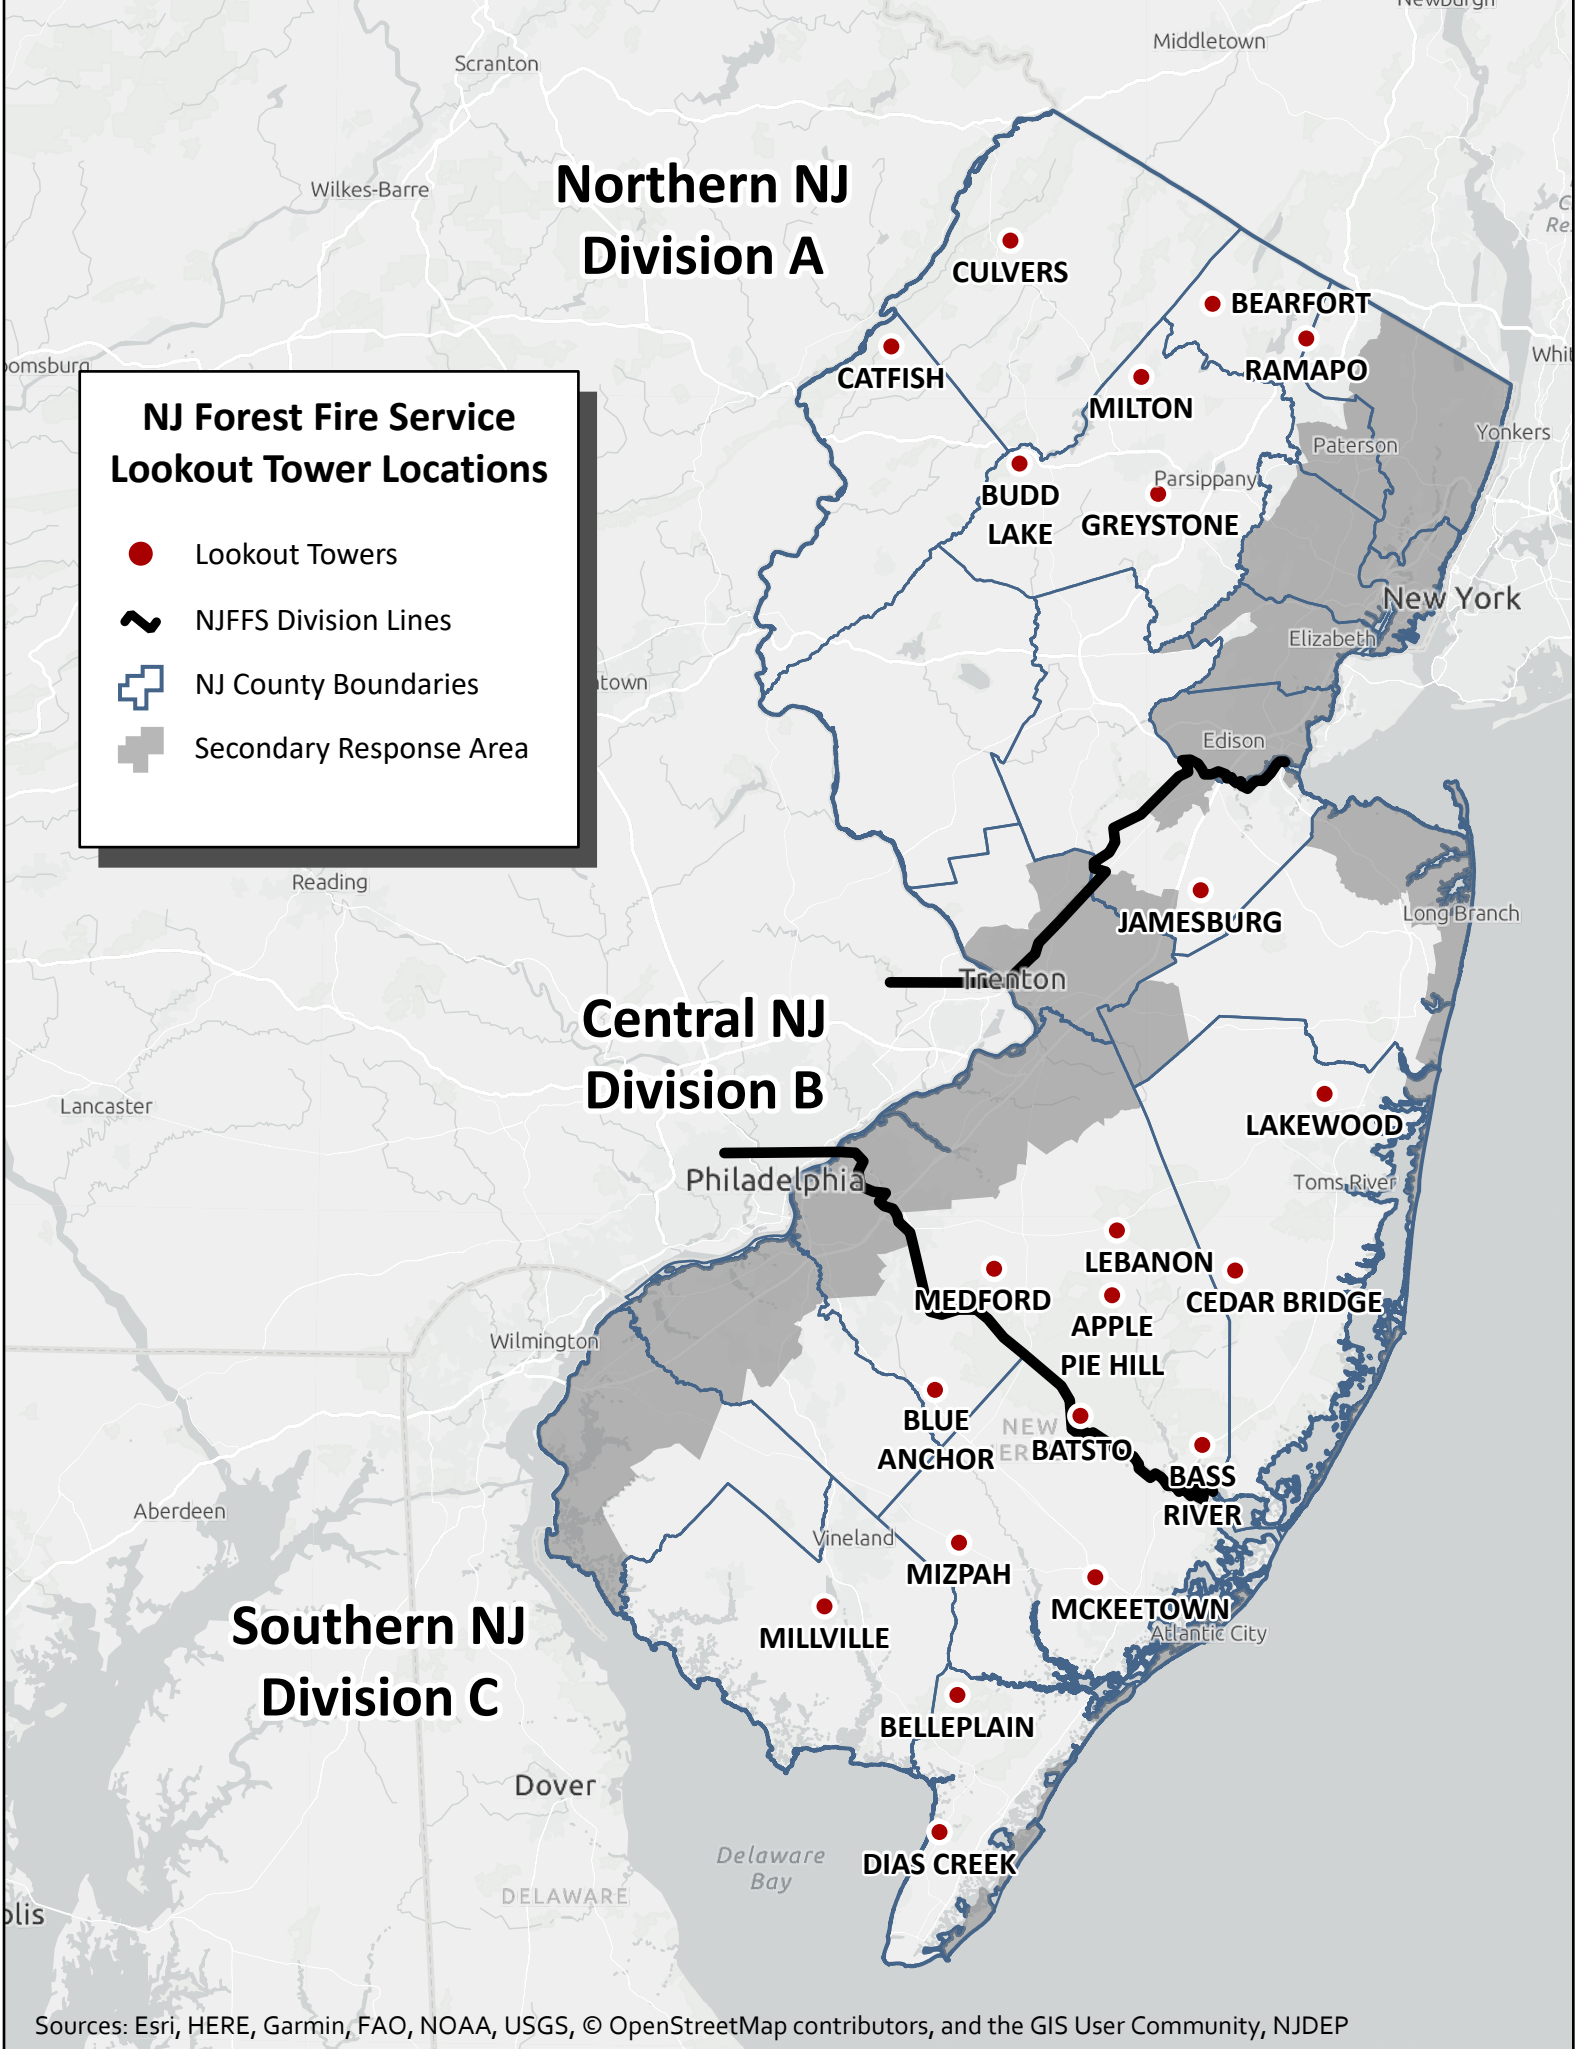 Newburgh
Middletown
Scranton
Wilkes-Barre
Northern NJ
Division A
CULVERS
BEARFORT
RAMAPO
CATFISH
MILTON
Yonkers
Paterson
Parsippany
BUDD
LAKE
GREYSTONE
New York
Elizabeth
NJ Forest Fire Service
Lookout Tower Locations
Lookout Towers
NJFFS Division Lines
NJ County Boundaries
Secondary Response Area
Edison
Reading
JAMESBURG
Long Branch
Trenton
Central NJ
Division B
Lancaster
LAKEWOOD
Philadelphia
Toms River
LEBANON
MEDFORD
CEDAR BRIDGE
APPLE
PIE HILL
Wilmington
BLUE
ANCHOR
NEW
BATSTO
BASS
RIVER
Aberdeen
Vineland
MIZPAH
MCKEETOWN
Atlantic City
MILLVILLE
Southern NJ
Division C
BELLEPLAIN
Dover
Delaware
Bay
DIAS CREEK
DELAWARE
Sources: Esri, HERE, Garmin, FAO, NOAA, USGS, © OpenStreetMap contributors, and the GIS User Community, NJDEP